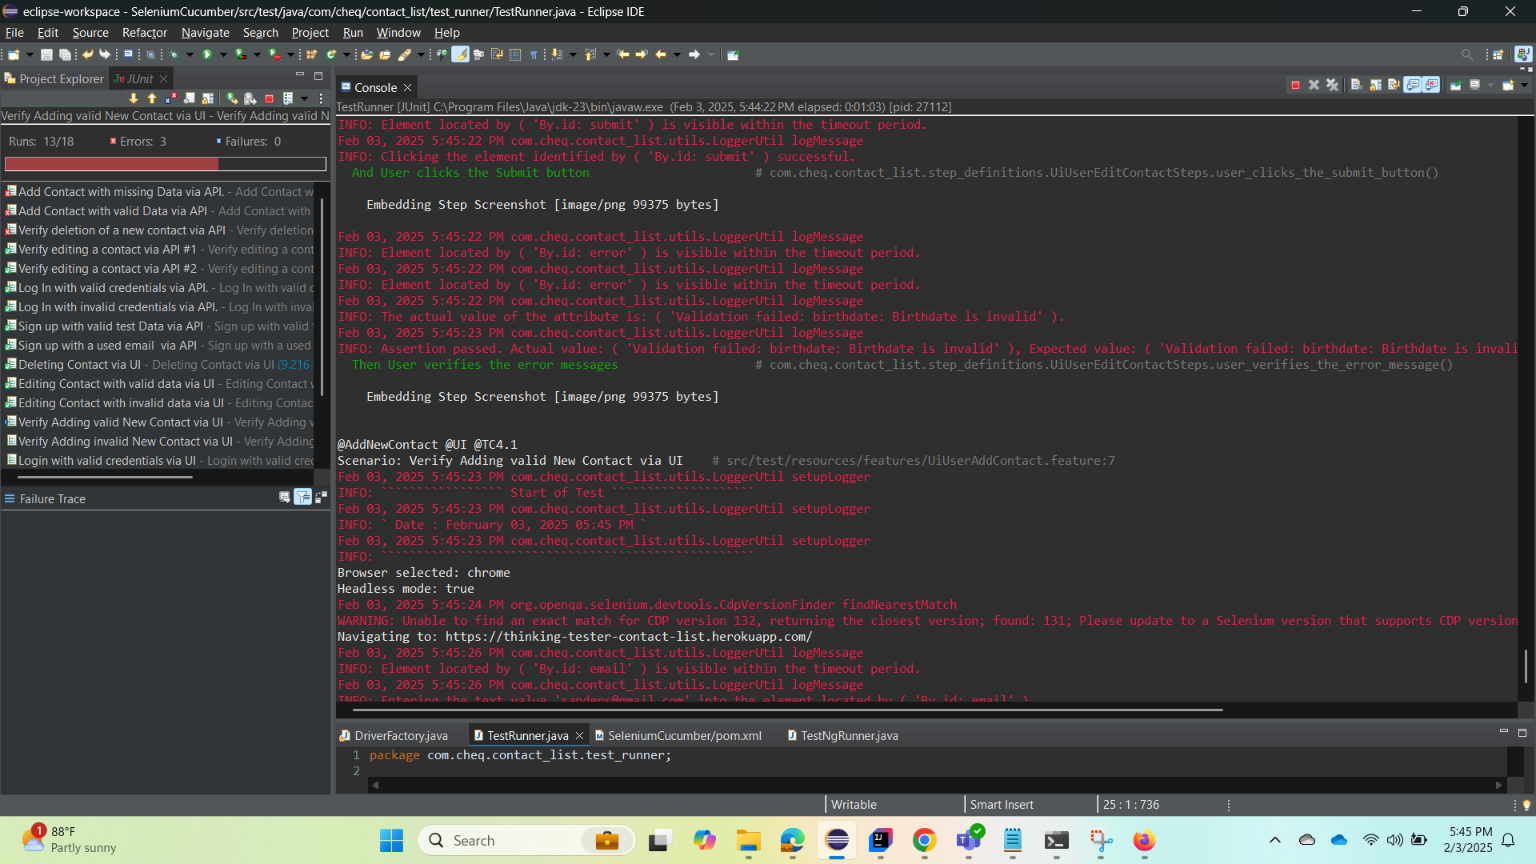 eclipse-workspace - SeleniumCucumber/src/test/java/com/cheq/contact_list/test_runner/TestRunner.java - Eclipse IDE
File Edit Source Refactor Navigate Search Project Run Window Help
Project Explorer JUnit
Verify Adding valid New Contact via UI - Verify Adding valid N
Runs: 13/18 Errors: 3 Failures: 0
Add Contact with missing Data via API. - Add Contact w
Add Contact with valid Data via API - Add Contact with
Verify deletion of a new contact via API - Verify deletion
Verify editing a contact via API #1 - Verify editing a cont
Verify editing a contact via API #2 - Verify editing a cont
Log In with valid credentials via API. - Log In with valid c
Log In with invalid credentials via API. - Log In with inva
Sign up with valid test Data via API - Sign up with valid
Sign up with a used email via API - Sign up with a used
Deleting Contact via UI - Deleting Contact via UI (9.216
Editing Contact with valid data via UI - Editing Contact
Editing Contact with invalid data via UI - Editing Contac
Verify Adding valid New Contact via UI - Verify Adding
Verify Adding invalid New Contact via UI - Verify Adding
Login with valid credentials via UI - Login with valid cre
Failure Trace
Console
TestRunner [JUnit] C:\Program Files\Java\jdk-23\bin\javaw.exe (Feb 3, 2025, 5:44:22 PM elapsed: 0:01:03) [pid: 27112]
INFO: Element located by ( 'By.id: submit' ) is visible within the timeout period.
Feb 03, 2025 5:45:22 PM com.cheq.contact_list.utils.LoggerUtil logMessage
INFO: Clicking the element identified by ( 'By.id: submit' ) successful.
And User clicks the Submit button # com.cheq.contact_list.step_definitions.UiUserEditContactSteps.user_clicks_the_submit_button()
Embedding Step Screenshot [image/png 99375 bytes]
Feb 03, 2025 5:45:22 PM com.cheq.contact_list.utils.LoggerUtil logMessage
INFO: Element located by ( 'By.id: error' ) is visible within the timeout period.
Feb 03, 2025 5:45:22 PM com.cheq.contact_list.utils.LoggerUtil logMessage
INFO: Element located by ( 'By.id: error' ) is visible within the timeout period.
Feb 03, 2025 5:45:22 PM com.cheq.contact_list.utils.LoggerUtil logMessage
INFO: The actual value of the attribute is: ( 'Validation failed: birthdate: Birthdate is invalid' ).
Feb 03, 2025 5:45:23 PM com.cheq.contact_list.utils.LoggerUtil logMessage
INFO: Assertion passed. Actual value: ( 'Validation failed: birthdate: Birthdate is invalid' ), Expected value: ( 'Validation failed: birthdate: Birthdate is invali
Then User verifies the error messages # com.cheq.contact_list.step_definitions.UiUserEditContactSteps.user_verifies_the_error_message()
Embedding Step Screenshot [image/png 99375 bytes]
@AddNewContact @UI @TC4.1
Scenario: Verify Adding valid New Contact via UI # src/test/resources/features/UiUserAddContact.feature:7
Feb 03, 2025 5:45:23 PM com.cheq.contact_list.utils.LoggerUtil setupLogger
INFO: ````````````````` Start of Test ````````````````````
Feb 03, 2025 5:45:23 PM com.cheq.contact_list.utils.LoggerUtil setupLogger
INFO: ` Date : February 03, 2025 05:45 PM `
Feb 03, 2025 5:45:23 PM com.cheq.contact_list.utils.LoggerUtil setupLogger
INFO: ````````````````````````````````````````````````````
Browser selected: chrome
Headless mode: true
Feb 03, 2025 5:45:24 PM org.openqa.selenium.devtools.CdpVersionFinder findNearestMatch
WARNING: Unable to find an exact match for CDP version 132, returning the closest version; found: 131; Please update to a Selenium version that supports CDP version
Navigating to: https://thinking-tester-contact-list.herokuapp.com/
Feb 03, 2025 5:45:26 PM com.cheq.contact_list.utils.LoggerUtil logMessage
INFO: Element located by ( 'By.id: email' ) is visible within the timeout period.
Feb 03, 2025 5:45:26 PM com.cheq.contact_list.utils.LoggerUtil logMessage
INFO: Entering the text value 'sanders@gmail.com' into the element located by ( 'By.id: email' )
DriverFactory.java TestRunner.java SeleniumCucumber/pom.xml TestNgRunner.java
1 package com.cheq.contact_list.test_runner;
2
Writable Smart Insert 25 : 1 : 736
1 88°F
Partly sunny
Search
5:45 PM
2/3/2025